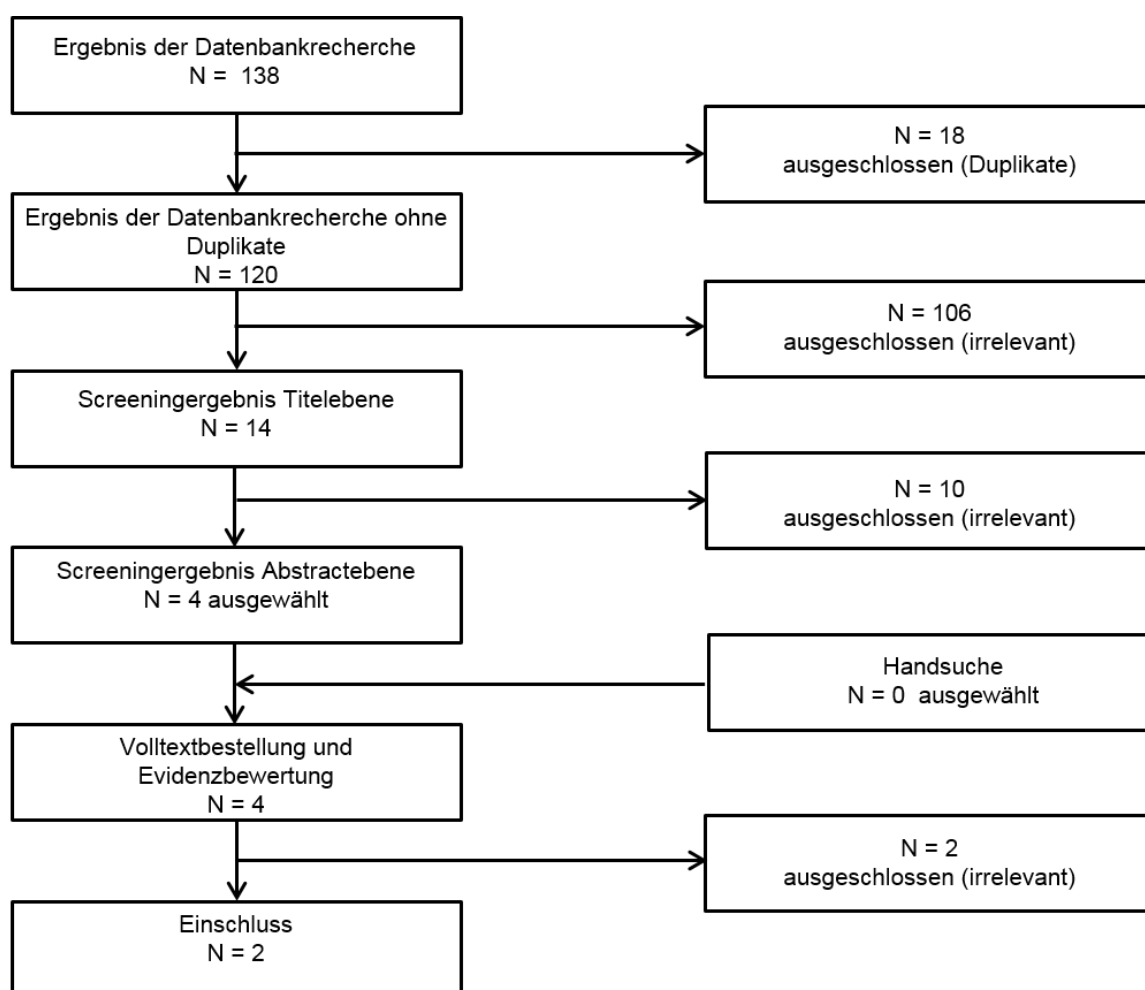 Ergebnis der Datenbankrecherche
N = 138
N = 18
ausgeschlossen (Duplikate)
Ergebnis der Datenbankrecherche ohne
Duplikate
N = 120
N = 106
ausgeschlossen (irrelevant)
Screeningergebnis Titelebene
N = 14
N = 10
ausgeschlossen (irrelevant)
Screeningergebnis Abstractebene
N = 4 ausgewählt
Handsuche
N = 0 ausgewählt
Volltextbestellung und
Evidenzbewertung
N = 4
N = 2
ausgeschlossen (irrelevant)
Einschluss
N = 2